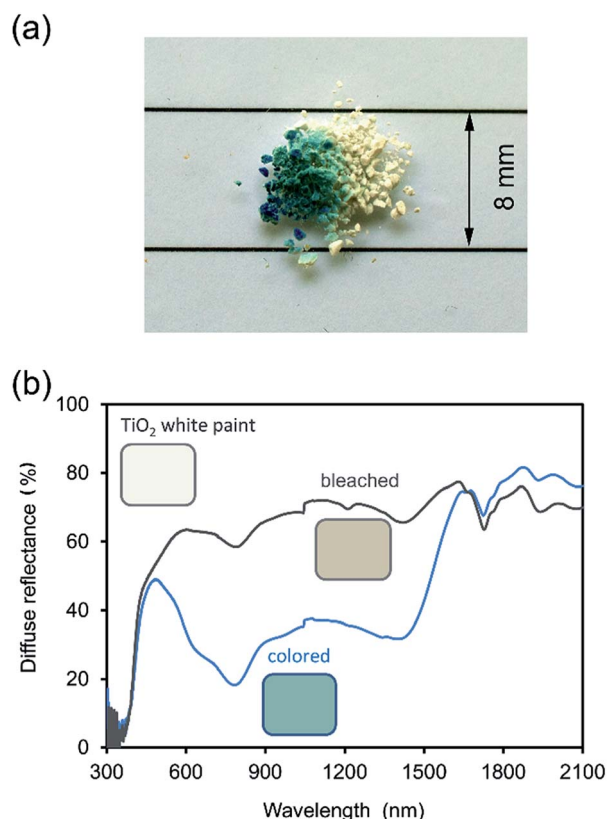 (a)
8 mm
(b)
100
80
60
40
20
0
Diffuse reflectance (%)
TiO₂ white paint
bleached
colored
300
600
900
1200
1500
1800
2100
Wavelength (nm)